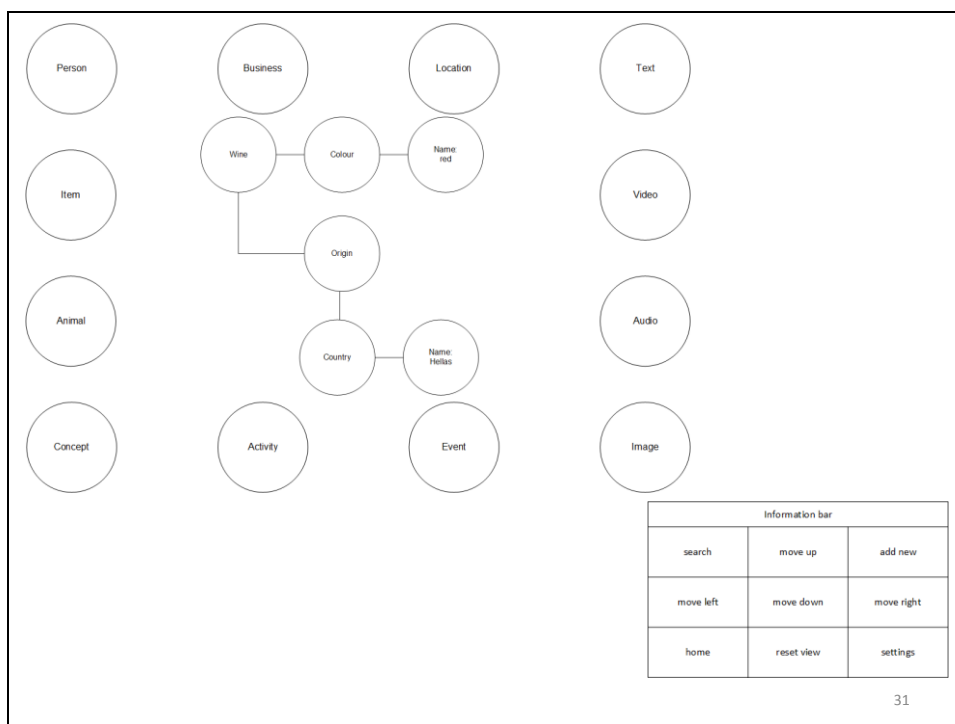 Person
Business
Location
Text
Wine
Colour
Name:
red
Item
Video
Origin
Animal
Audio
Country
Name:
Hellas
Concept
Activity
Event
Image
Information bar
search
move up
add new
move left
move down
move right
home
reset view
settings
31